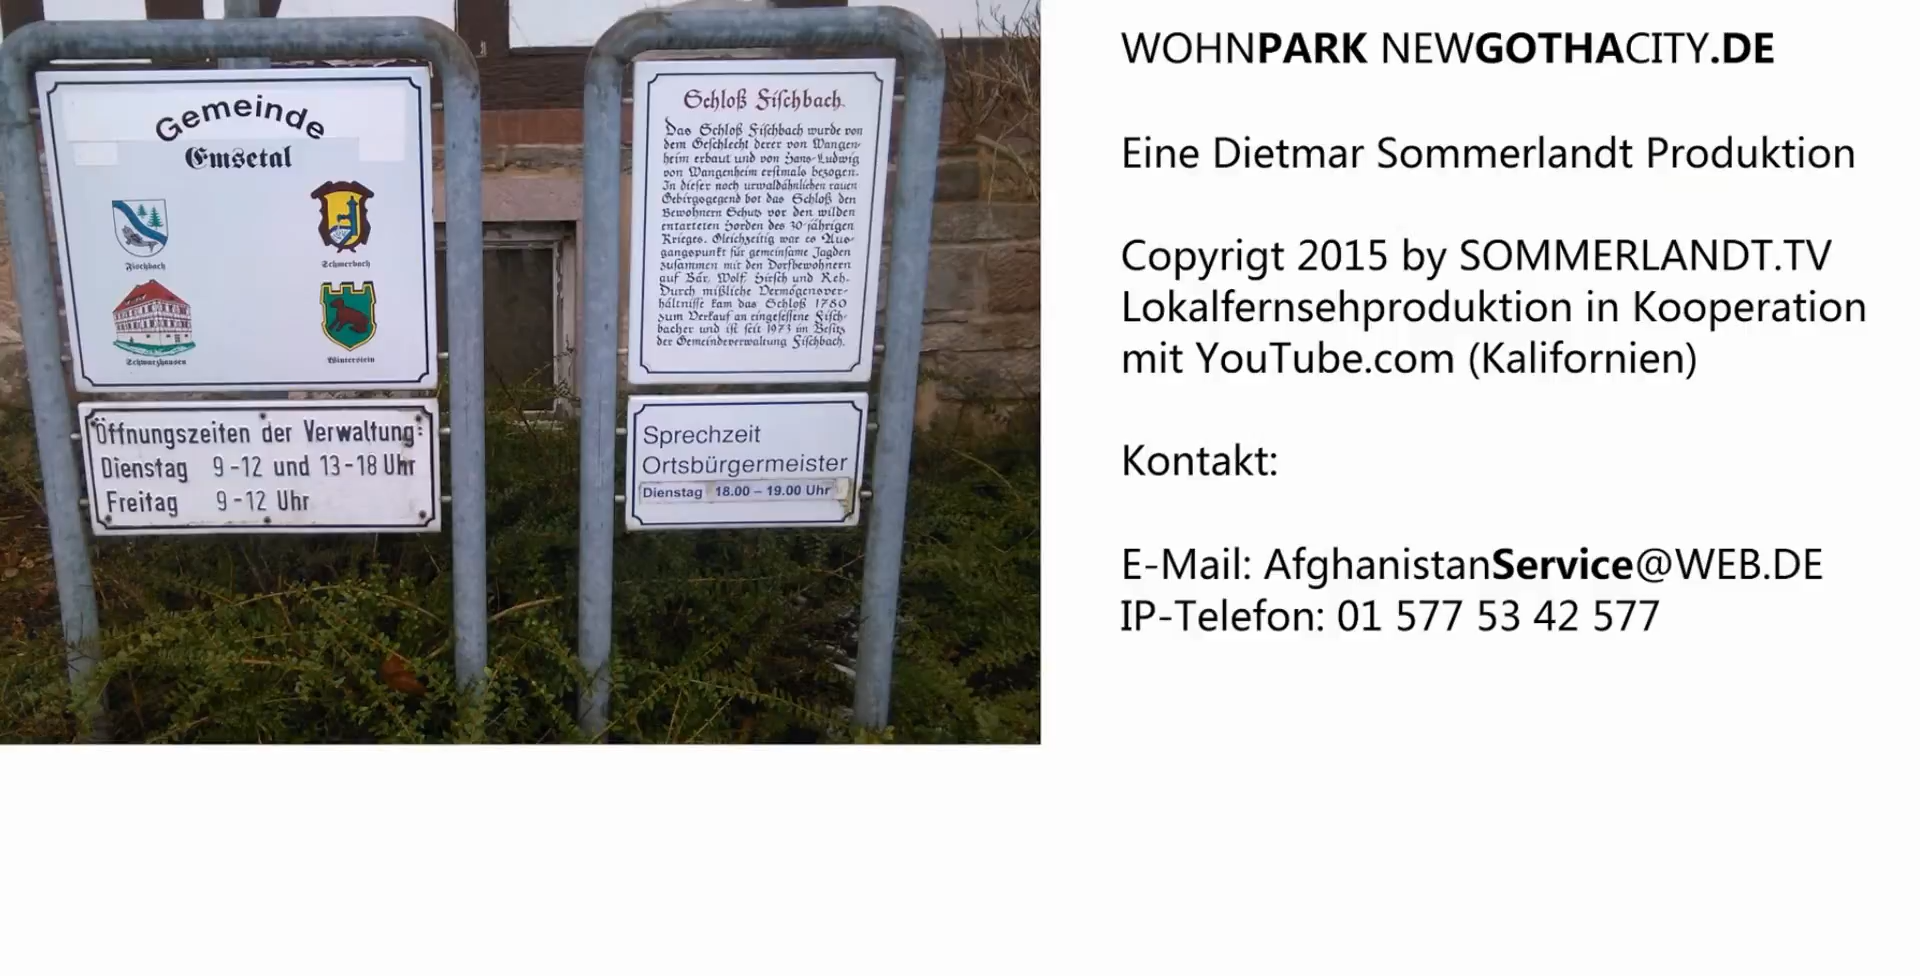 Gemeinde
Emsetal
Fischbach
Schmerbach
Schwarzhausen
Winterstein
Öffnungszeiten der Verwaltung:
Dienstag 9-12 und 13-18 Uhr
Freitag 9-12 Uhr
Schloß Fischbach.
Das Schloß Fischbach wurde von
dem Geschlecht derer von Wangen-
heim erbaut und von Hans-Ludwig
von Wangenheim erstmals bezogen.
In dieser noch urwaldähnlichen rauen
Gebirgsgegend bot das Schloß den
Bewohnern Schutz vor den wilden
entarteten Horden des 30-jährigen
Krieges. Gleichzeitig war es Aus-
gangspunkt für gemeinsame Jagden
zusammen mit den Dorfbewohnern
auf Bär, Wolf, Hirsch und Reh.
Durch mißliche Vermögensver-
hältnisse kam das Schloß 1780
zum Verkauf an eingesessene Fisch-
bacher und ist seit 1973 im Besitz
der Gemeindeverwaltung Fischbach.
Sprechzeit
Ortsbürgermeister
Dienstag 18.00 – 19.00 Uhr
WOHNPARK NEWGOTHACITY.DE
Eine Dietmar Sommerlandt Produktion
Copyrigt 2015 by SOMMERLANDT.TV
Lokalfernsehproduktion in Kooperation
mit YouTube.com (Kalifornien)
Kontakt:
E-Mail: AfghanistanService@WEB.DE
IP-Telefon: 01 577 53 42 577